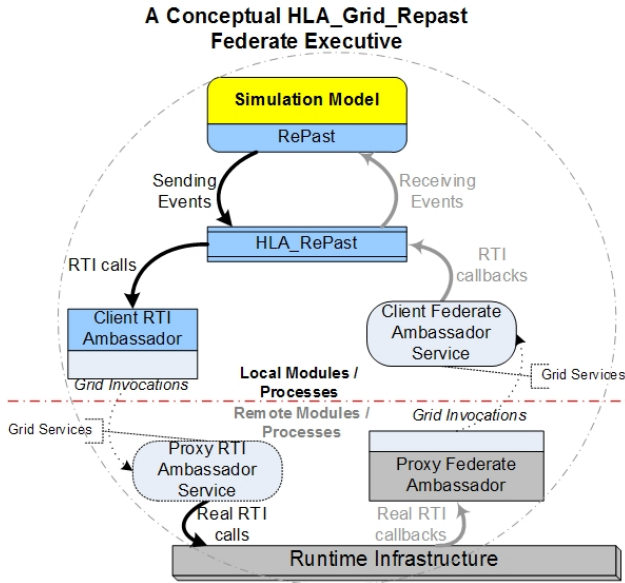 A Conceptual HLA_Grid_Repast
Federate Executive
Simulation Model
RePast
Sending
Events
Receiving
Events
HLA_RePast
RTI calls
RTI
callbacks
Client RTI
Ambassador
Client Federate
Ambassador
Service
Grid Invocations
Local Modules /
Processes
Grid Services
Remote Modules /
Processes
Grid Invocations
Grid Services
Proxy RTI
Ambassador
Service
Proxy Federate
Ambassador
Real RTI
calls
Real RTI
callbacks
Runtime Infrastructure